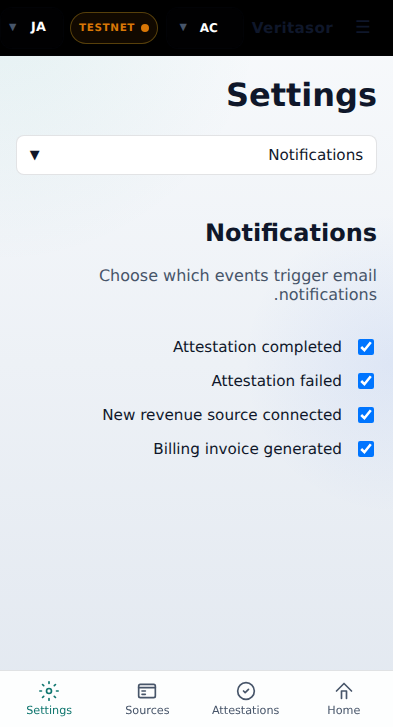 Veritasor
AC
TESTNET
JA
Settings
Notifications
Notifications
Choose which events trigger email
notifications.
Attestation completed
Attestation failed
New revenue source connected
Billing invoice generated
Home
Attestations
Sources
Settings